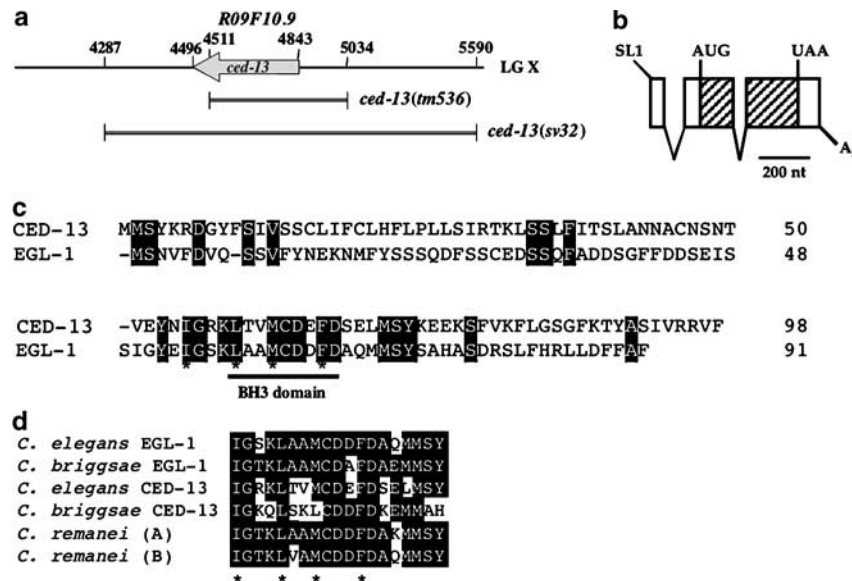 a
R09F10.9
4287 4496 4511 4843 5034 5590
ced-13
LG X
ced-13(tm536)
ced-13(sv32)
b
SL1 AUG UAA
A
200 nt
c
CED-13 MMSYKRDGYFSIVSSCLIFCLHFLPLLSIRTKLSSLFITSLANNACNSNT 50
EGL-1 -MSNVFDVQ-SSVFYNEKNMFYSSSQDFSSCEDSSQFADDSGFFDDSEIS 48
CED-13 -VEYNIGRKLTVMCDEFDSELMSYKEEKSFVKFLGSGFKTYASIVRRVF 98
EGL-1 SIGYEIGSKLAAMCDDFDAQMMSYSAHASDRSLFHRLLDFFAF 91
* * * *
BH3 domain
d
C. elegans EGL-1 IGSKLAAMCDDFDAQMMSY
C. briggsae EGL-1 IGTKLAAMCDAFDAEMMSY
C. elegans CED-13 IGRKLTVMCDEFDSELMSY
C. briggsae CED-13 IGKQLSKLCDDFDKEMMAH
C. remanei (A) IGTKLAAMCDDFDAKMMSY
C. remanei (B) IGTKLVAMCDDFDAQMMSY
* * * *